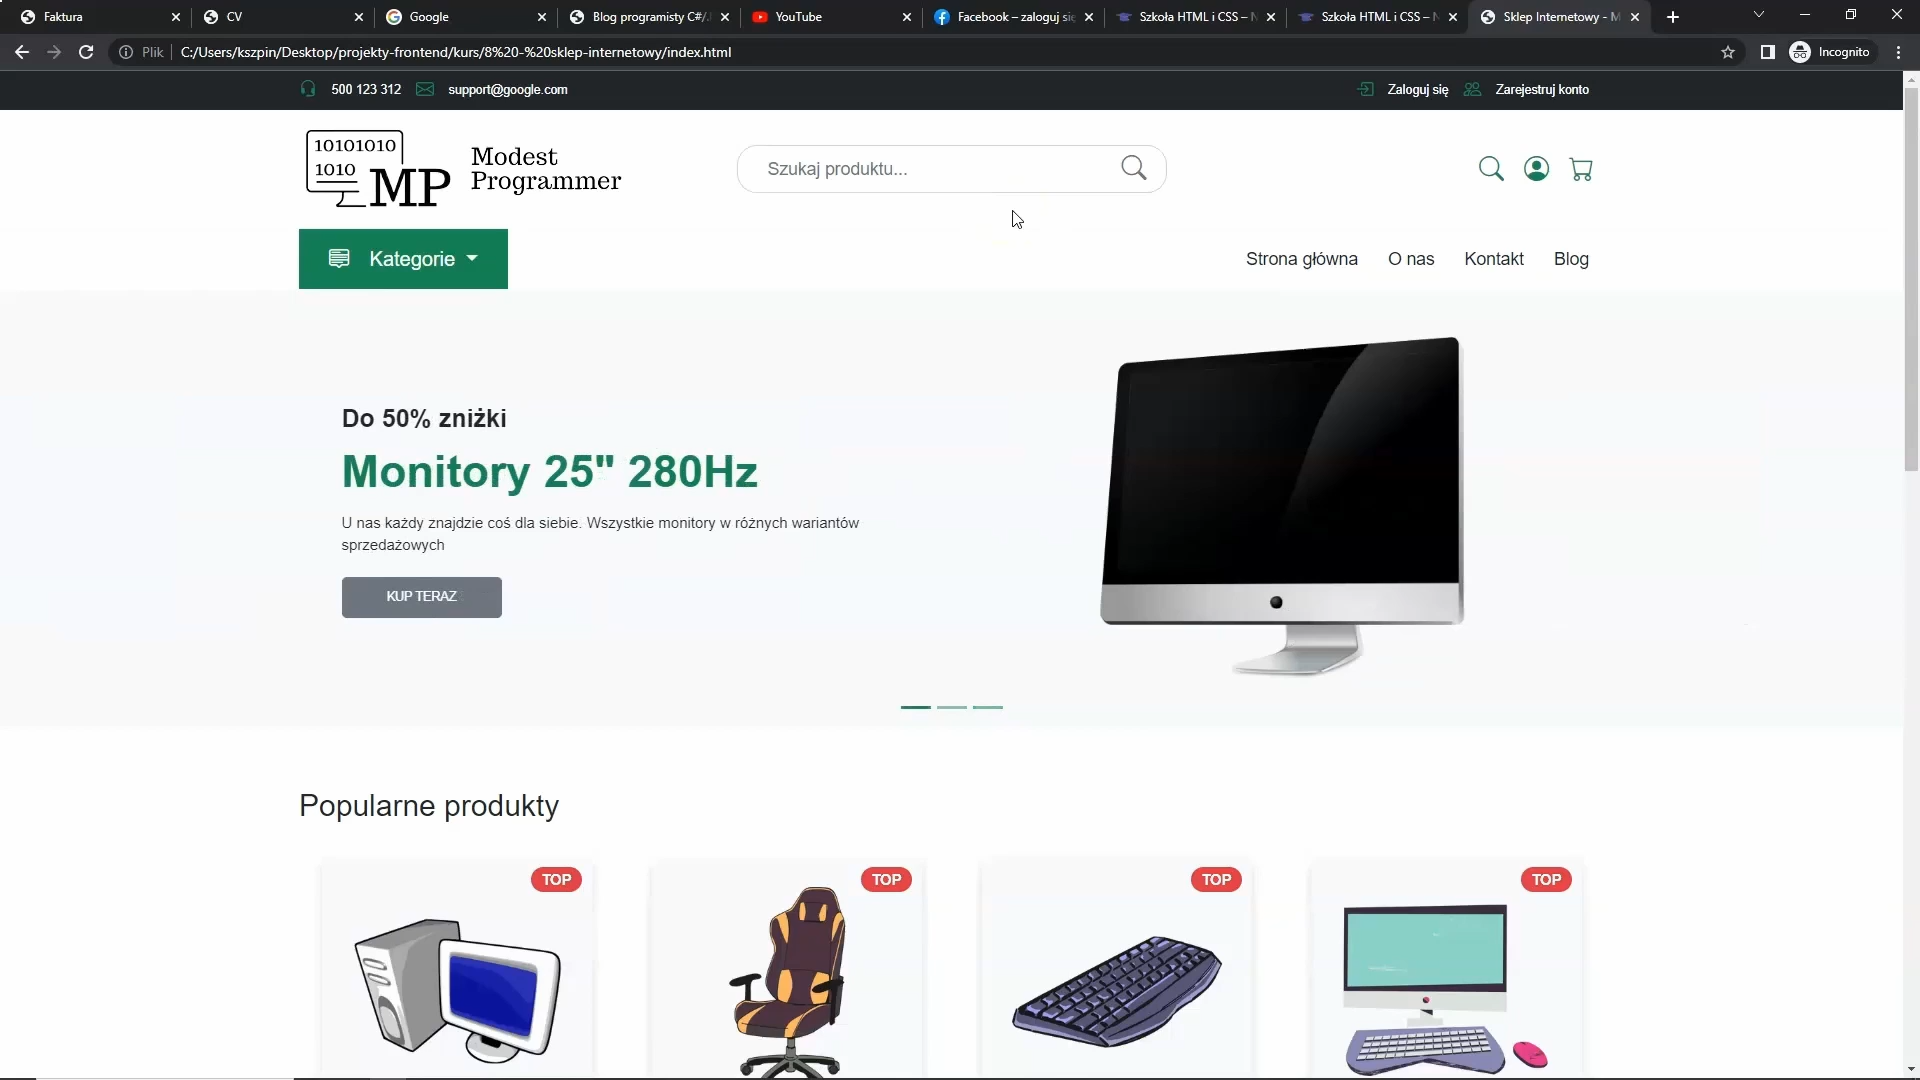 Faktura
CV
Google
Blog programisty C#/.
YouTube
Facebook – zaloguj się
Szkoła HTML i CSS –
Szkoła HTML i CSS –
Sklep Internetowy - M
Plik
C:/Users/kszpin/Desktop/projekty-frontend/kurs/8%20-%20sklep-internetowy/index.html
Incognito
500 123 312
support@google.com
Zaloguj się
Zarejestruj konto
10101010
1010
MP
Modest
Programmer
Szukaj produktu...
Kategorie
Strona główna
O nas
Kontakt
Blog
Do 50% zniżki
Monitory 25" 280Hz
U nas każdy znajdzie coś dla siebie. Wszystkie monitory w różnych wariantów
sprzedażowych
KUP TERAZ
Popularne produkty
TOP
TOP
TOP
TOP